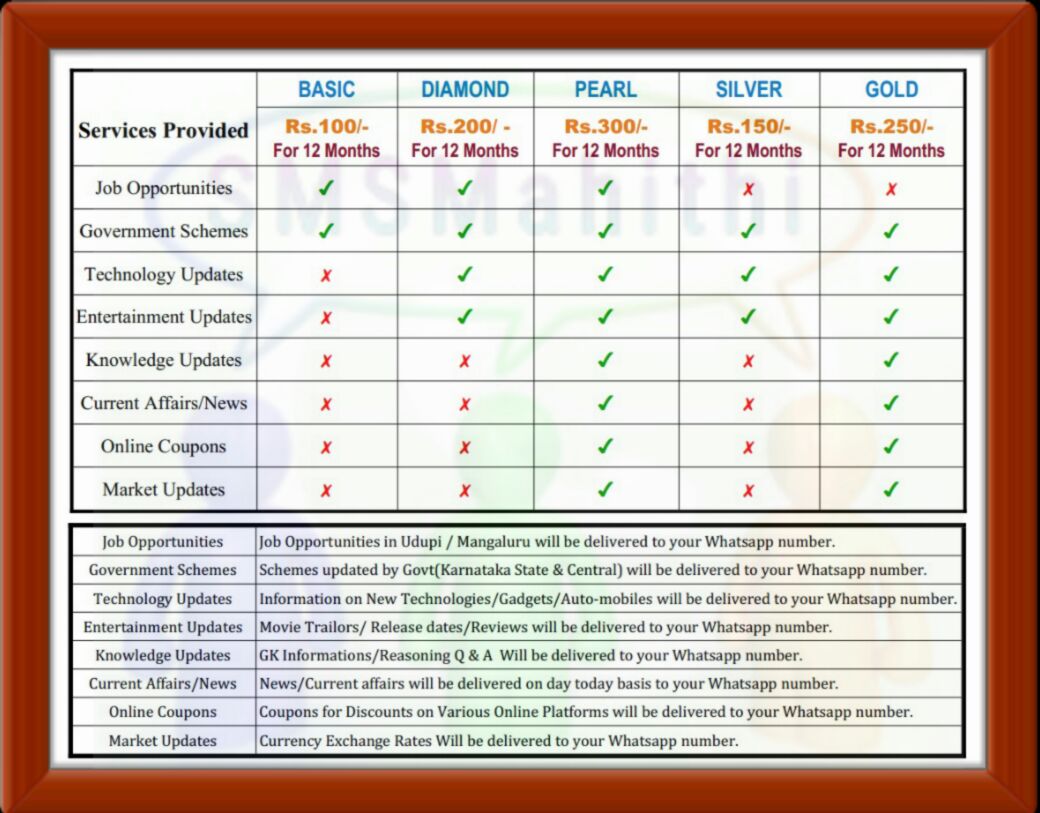 BASIC DIAMOND PEARL SILVER GOLD
Services Provided Rs.100/- Rs.200/ - Rs.300/- Rs.150/- Rs.250/-
For 12 Months For 12 Months For 12 Months For 12 Months For 12 Months
Job Opportunities ✓ ✓ ✓ ✗ ✗
Government Schemes ✓ ✓ ✓ ✓ ✓
Technology Updates ✗ ✓ ✓ ✓ ✓
Entertainment Updates ✗ ✓ ✓ ✓ ✓
Knowledge Updates ✗ ✗ ✓ ✗ ✓
Current Affairs/News ✗ ✗ ✓ ✗ ✓
Online Coupons ✗ ✗ ✓ ✗ ✓
Market Updates ✗ ✗ ✓ ✗ ✓
SMSMahithi
Job Opportunities Job Opportunities in Udupi / Mangaluru will be delivered to your Whatsapp number.
Government Schemes Schemes updated by Govt(Karnataka State & Central) will be delivered to your Whatsapp number.
Technology Updates Information on New Technologies/Gadgets/Auto-mobiles will be delivered to your Whatsapp number.
Entertainment Updates Movie Trailors/ Release dates/Reviews will be delivered to your Whatsapp number.
Knowledge Updates GK Informations/Reasoning Q & A Will be delivered to your Whatsapp number.
Current Affairs/News News/Current affairs will be delivered on day today basis to your Whatsapp number.
Online Coupons Coupons for Discounts on Various Online Platforms will be delivered to your Whatsapp number.
Market Updates Currency Exchange Rates Will be delivered to your Whatsapp number.